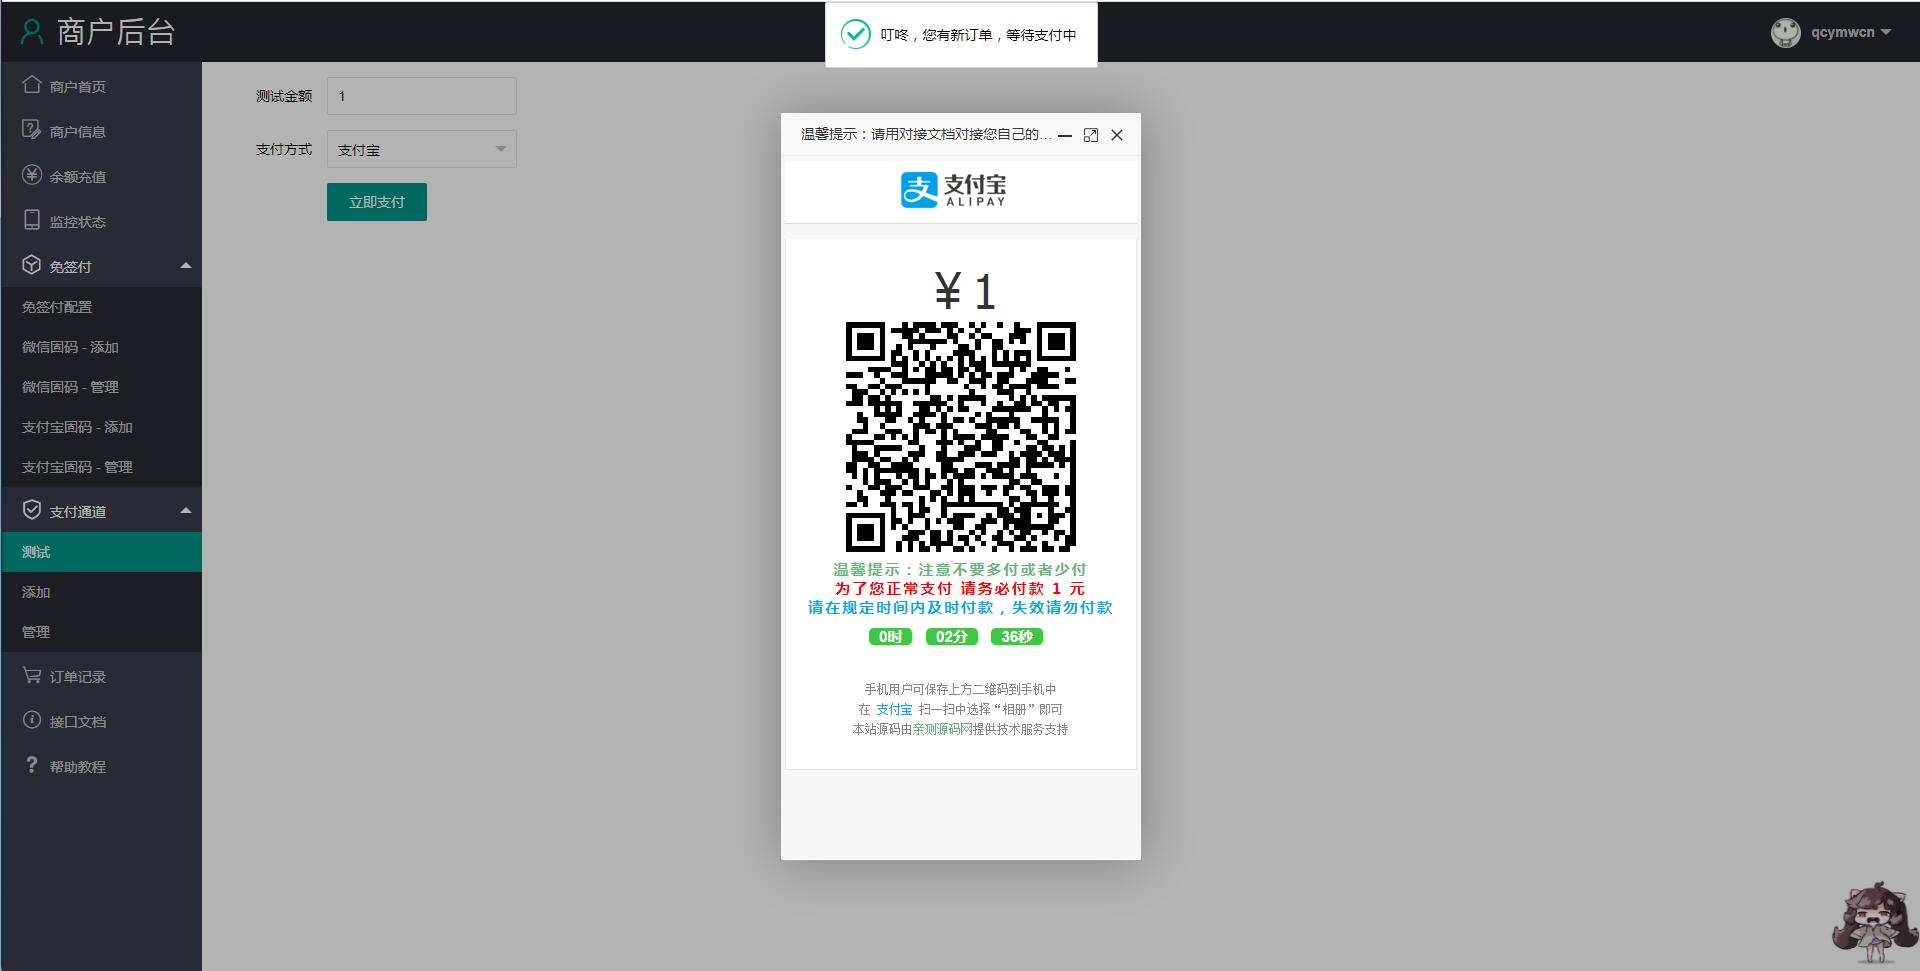 商户后台
叮咚，您有新订单，等待支付中
qcymwcn
商户首页
商户信息
余额充值
监控状态
免签付
免签付配置
微信固码 - 添加
微信固码 - 管理
支付宝固码 - 添加
支付宝固码 - 管理
支付通道
测试
添加
管理
订单记录
接口文档
帮助教程
测试金额 1
支付方式 支付宝
立即支付
温馨提示：请用对接文档对接您自己的...
支付宝
ALIPAY
¥ 1
温馨提示：注意不要多付或者少付
为了您正常支付 请务必付款 1 元
请在规定时间内及时付款，失效请勿付款
0时 02分 36秒
手机用户可保存上方二维码到手机中
在 支付宝 扫一扫中选择“相册”即可
本站源码由亲测源码网提供技术服务支持